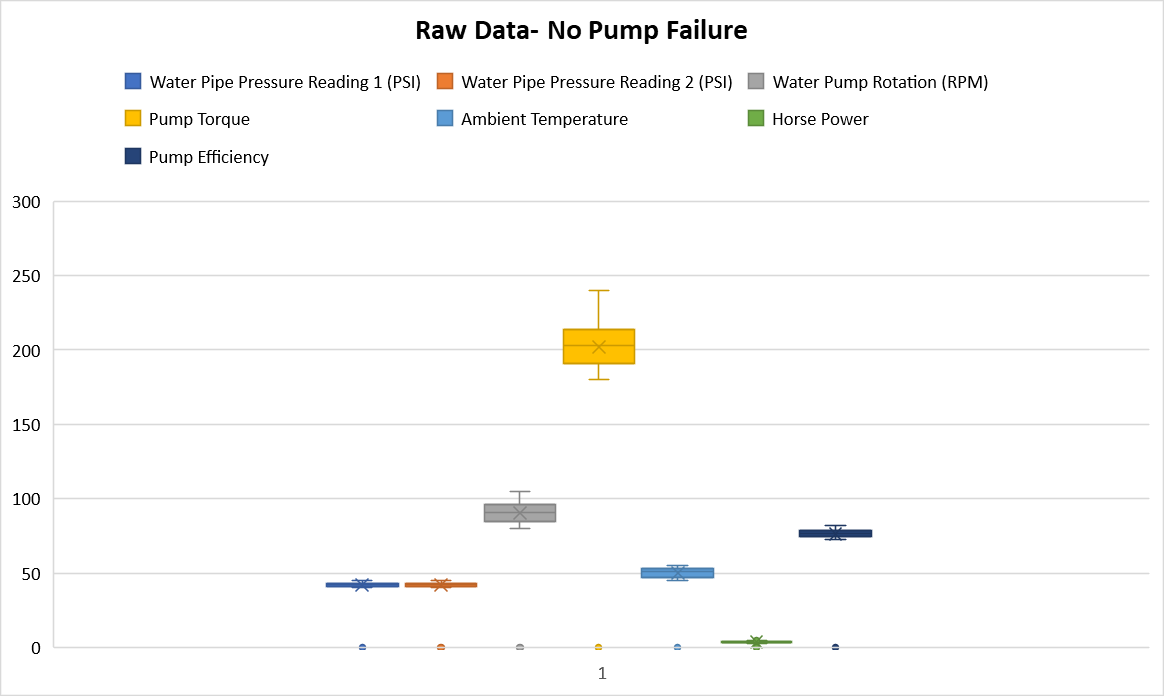 Raw Data- No Pump Failure
Water Pipe Pressure Reading 1 (PSI) Water Pipe Pressure Reading 2 (PSI) Water Pump Rotation (RPM)
Pump Torque Ambient Temperature Horse Power
Pump Efficiency
300
250
200
150
100
50
0
1